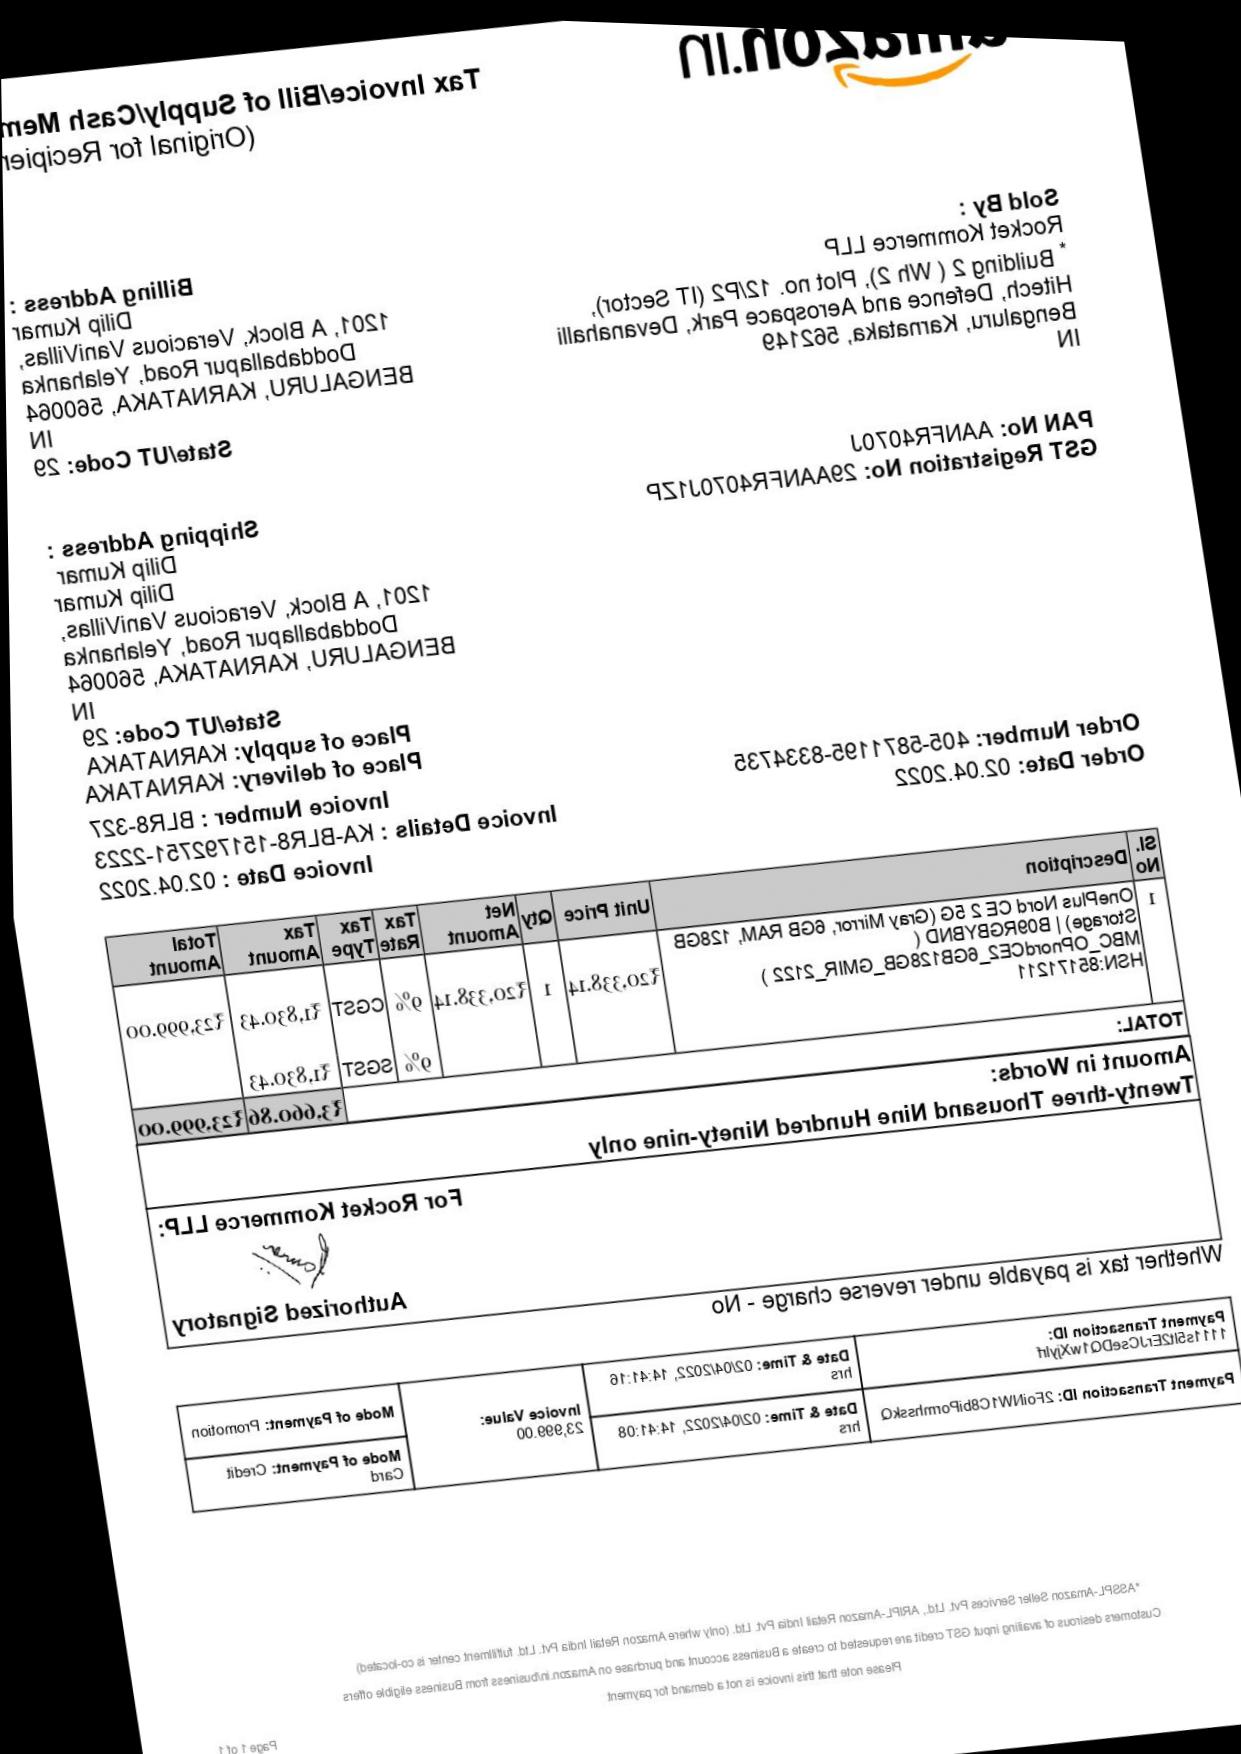 amazon.in
Tax Invoice/Bill of Supply/Cash Mem
(Original for Recipien
Sold By :
Rocket Kommerce LLP
* Building 2 ( Wh 2), Plot no. 12/P2 (IT Sector),
Hitech, Defence and Aerospace Park, Devanahalli
Bengaluru, Karnataka, 562149
IN
Billing Address :
Dilip Kumar
1201, A Block, Veracious VaniVillas,
Doddaballapur Road, Yelahanka
BENGALURU, KARNATAKA, 560064
IN
State/UT Code: 29
PAN No: AANFR4070J
GST Registration No: 29AANFR4070J1ZP
Shipping Address :
Dilip Kumar
Dilip Kumar
1201, A Block, Veracious VaniVillas,
Doddaballapur Road, Yelahanka
BENGALURU, KARNATAKA, 560064
IN
State/UT Code: 29
Place of supply: KARNATAKA
Place of delivery: KARNATAKA
Order Number: 405-5871195-8334735
Order Date: 02.04.2022
Invoice Number : BLR8-327
Invoice Details : KA-BLR8-151792751-2223
Invoice Date : 02.04.2022
Sl. No Description Unit Price Qty Net Amount Tax Rate Tax Type Tax Amount Total Amount
1 OnePlus Nord CE 2 5G (Gray Mirror, 6GB RAM, 128GB
Storage) | B09RGBYBND (
MBC_OPnordCE2_6GB128GB_GMIR_2122 )
HSN:85171211
₹20,338.14 1 ₹20,338.14 9% CGST ₹1,830.43 ₹23,999.00
9% SGST ₹1,830.43
TOTAL: ₹3,660.86 ₹23,999.00
Amount in Words:
Twenty-three Thousand Nine Hundred Ninety-nine only
For Rocket Kommerce LLP:
Authorized Signatory
Whether tax is payable under reverse charge - No
Payment Transaction ID:
Date & Time: 02/04/2022, 14:41:16
hrs
Invoice Value:
23,999.00
Mode of Payment: Promotion
Payment Transaction ID: 2FoiNW1C8biPormhsskQ
Date & Time: 02/04/2022, 14:41:08
hrs
Mode of Payment: Credit
Card
*ASSPL-Amazon Seller Services Pvt. Ltd., ARIPL-Amazon Retail India Pvt. Ltd. (only where Amazon Retail India Pvt. Ltd. fulfillment center is co-located)
Customers desirous of availing input GST credit are requested to create a Business account and purchase on Amazon.in/business from Business eligible offers
Please note that this invoice is not a demand for payment
Page 1 of 1